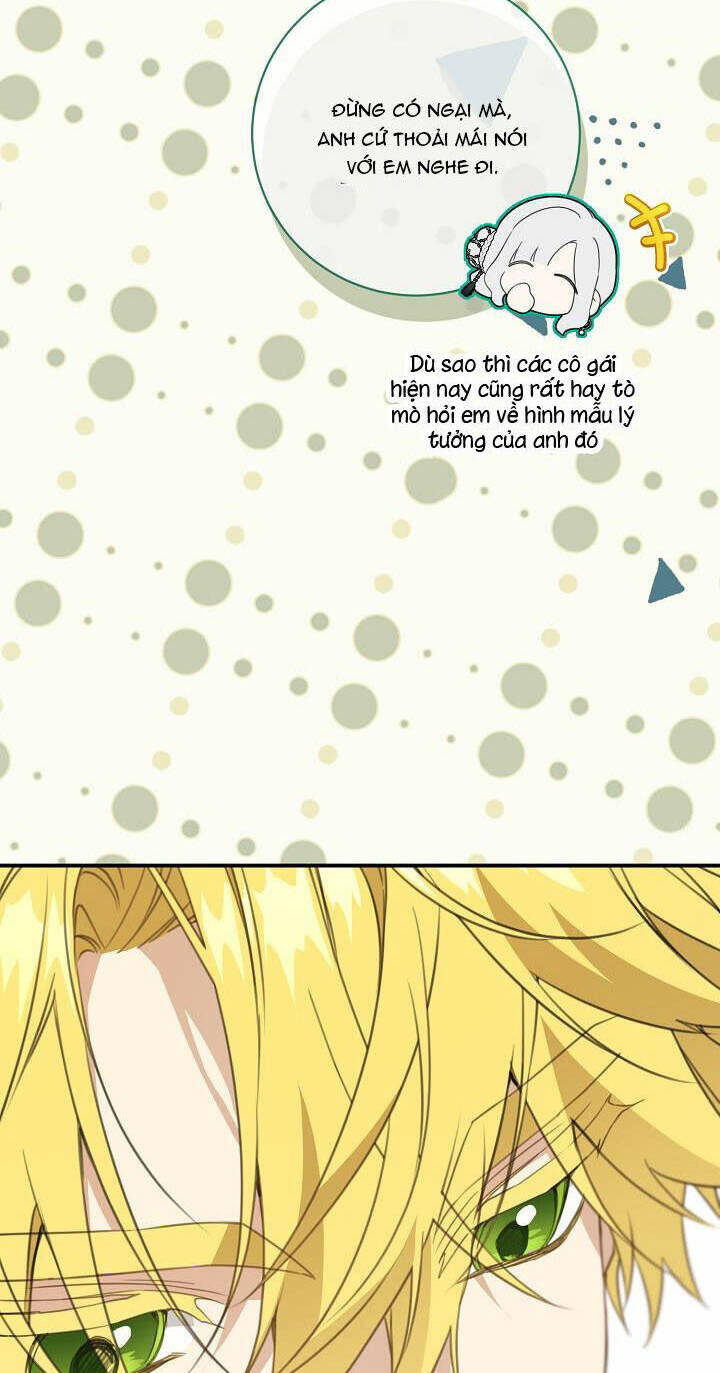 ĐỪNG CÓ NGẠI MÀ,
ANH CỨ THOẢI MÁI NÓI
VỚI EM NGHE ĐI.
Dù sao thì các cô gái
hiện nay cũng rất hay tò
mò hỏi em về hình mẫu lý
tưởng của anh đó